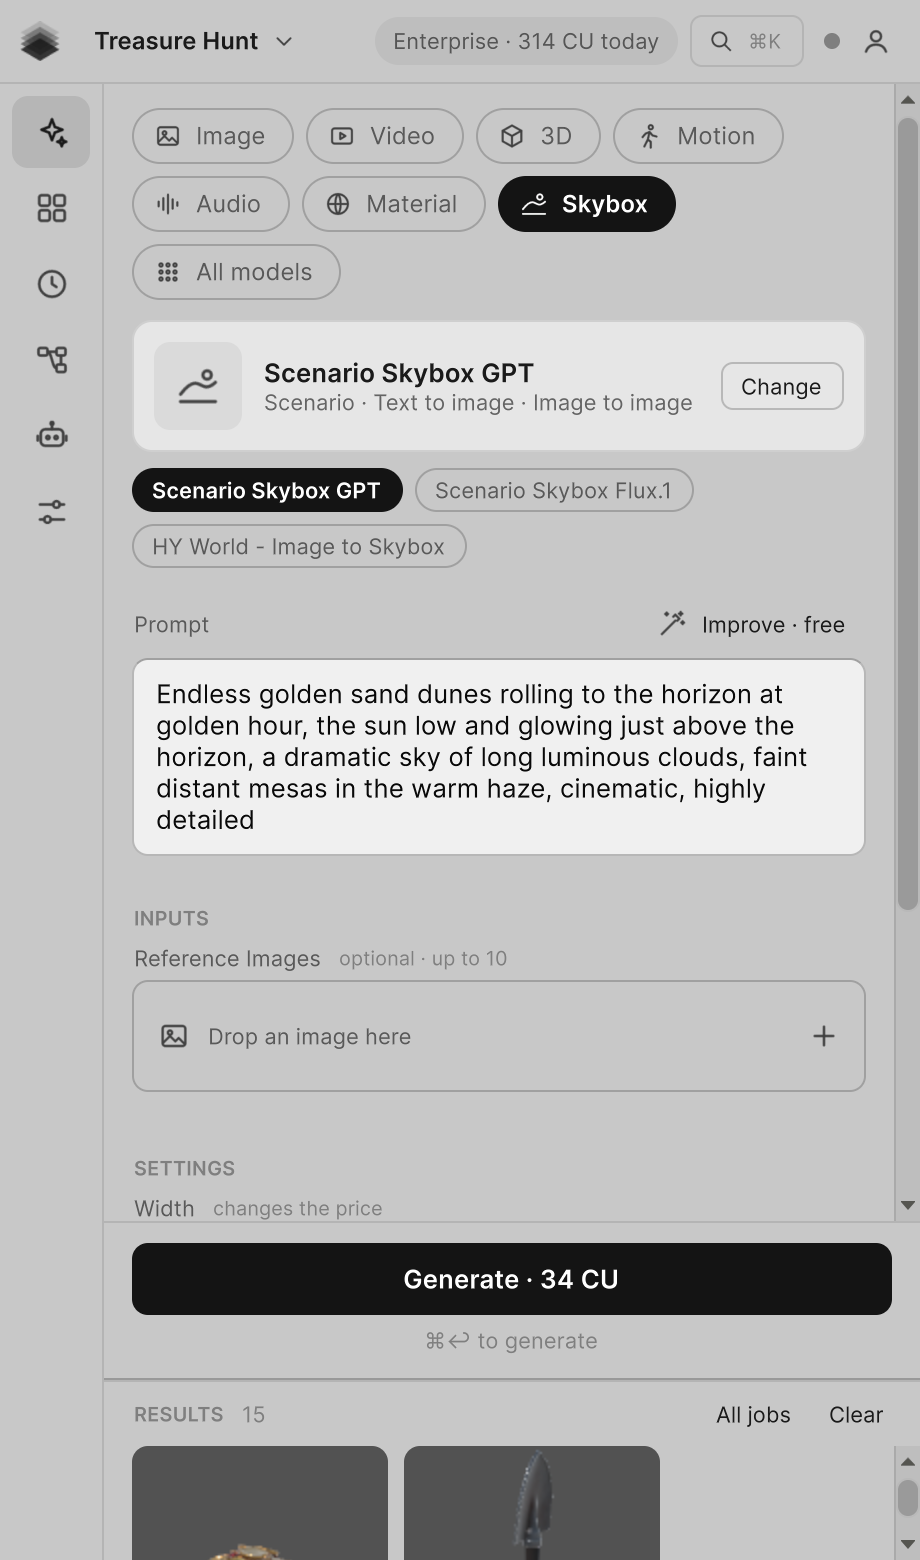 Treasure Hunt
Enterprise · 314 CU today
⌘K
Image
Video
3D
Motion
Audio
Material
Skybox
All models
Scenario Skybox GPT
Scenario · Text to image · Image to image
Change
Scenario Skybox GPT
Scenario Skybox Flux.1
HY World - Image to Skybox
Prompt
Improve · free
Endless golden sand dunes rolling to the horizon at
golden hour, the sun low and glowing just above the
horizon, a dramatic sky of long luminous clouds, faint
distant mesas in the warm haze, cinematic, highly
detailed
INPUTS
Reference Images optional · up to 10
Drop an image here
SETTINGS
Width changes the price
Generate · 34 CU
⌘↩ to generate
RESULTS 15
All jobs
Clear